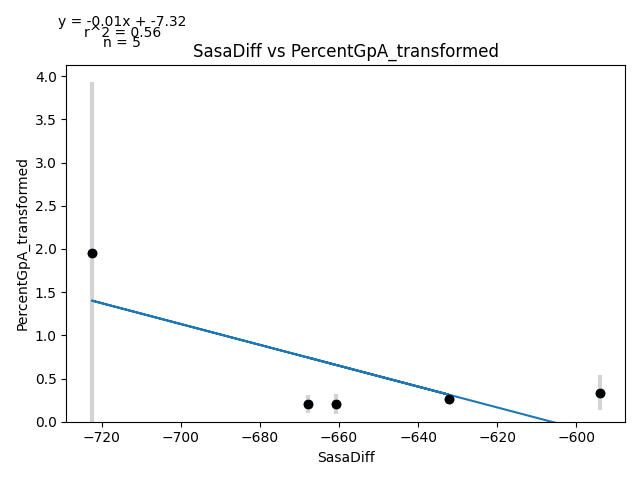 y = -0.01x + -7.32
r^2 = 0.56
n = 5
SasaDiff vs PercentGpA_transformed
4.0
3.5
3.0
2.5
2.0
1.5
1.0
0.5
0.0
PercentGpA_transformed
−720 −700 −680 −660 −640 −620 −600
SasaDiff